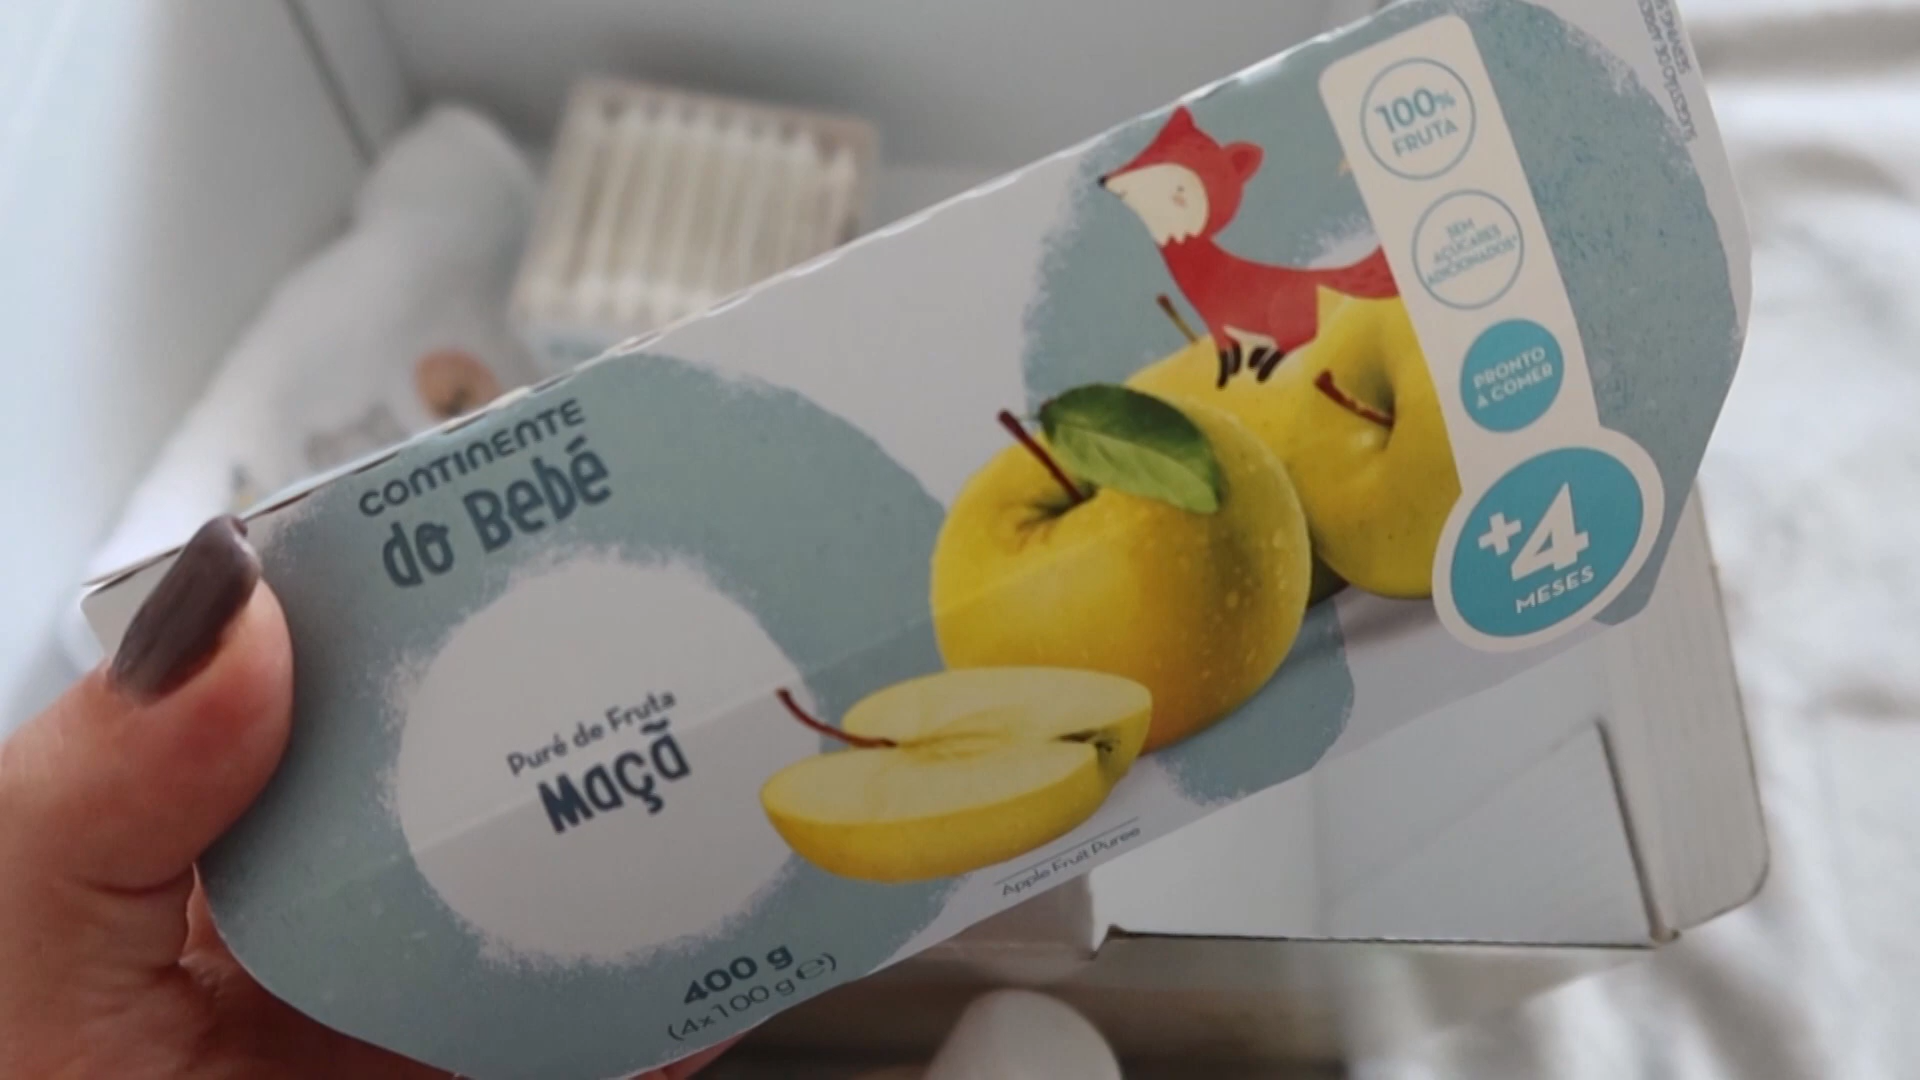 CONTINENTE
do Bebé
Puré de Fruta
Maçã
Apple Fruit Puree
400 g
(4x100 g e)
100%
FRUTA
SEM
AÇÚCARES
ADICIONADOS*
PRONTO
A COMER
+4
MESES